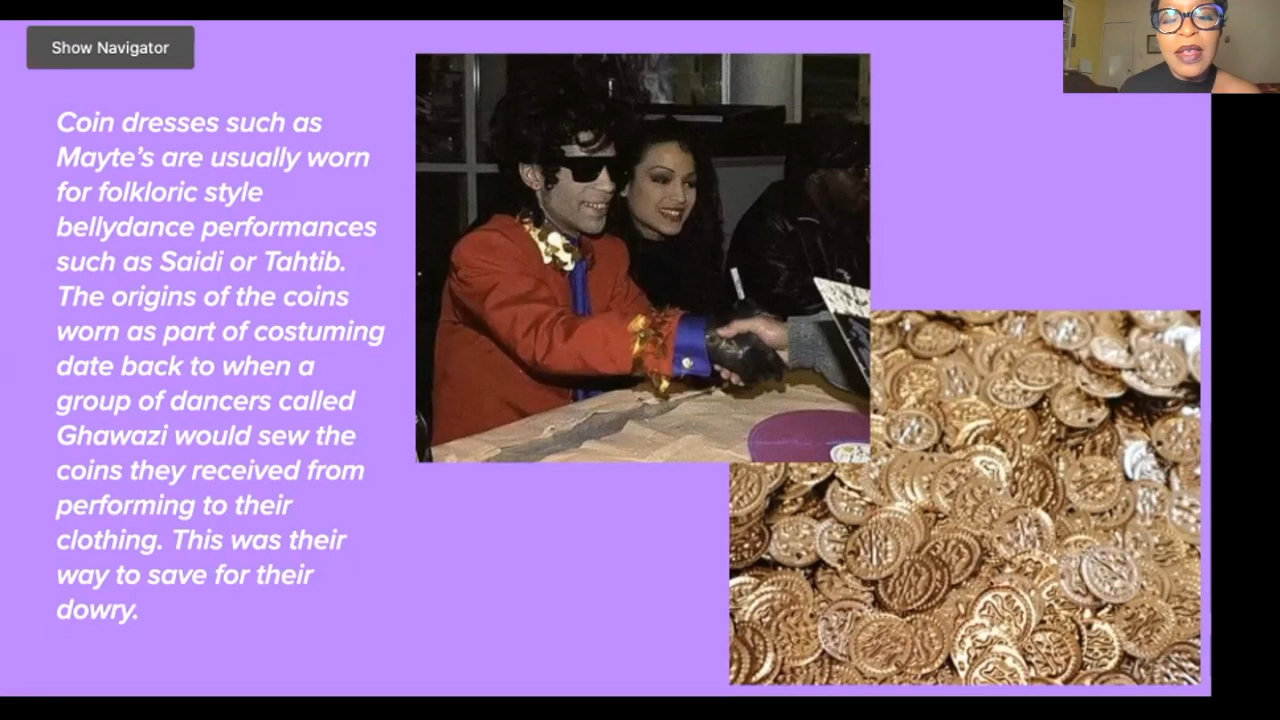 Show Navigator
Coin dresses such as
Mayte's are usually worn
for folkloric style
bellydance performances
such as Saidi or Tahtib.
The origins of the coins
worn as part of costuming
date back to when a
group of dancers called
Ghawazi would sew the
coins they received from
performing to their
clothing. This was their
way to save for their
dowry.